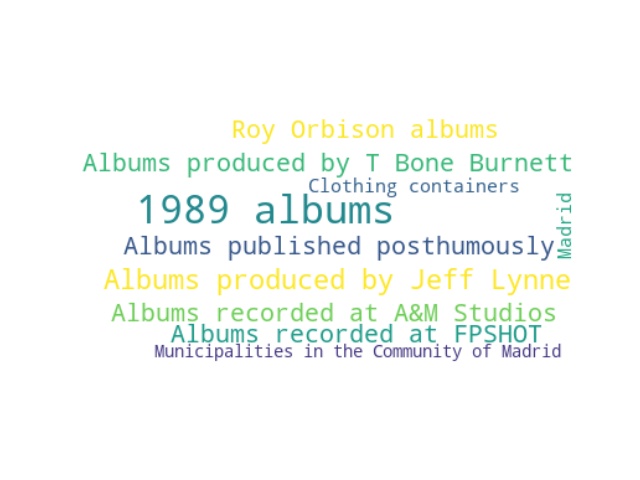 Roy Orbison albums
Albums produced by T Bone Burnett
Clothing containers
1989 albums
Madrid
Albums published posthumously
Albums produced by Jeff Lynne
Albums recorded at A&M Studios
Albums recorded at FPSHOT
Municipalities in the Community of Madrid